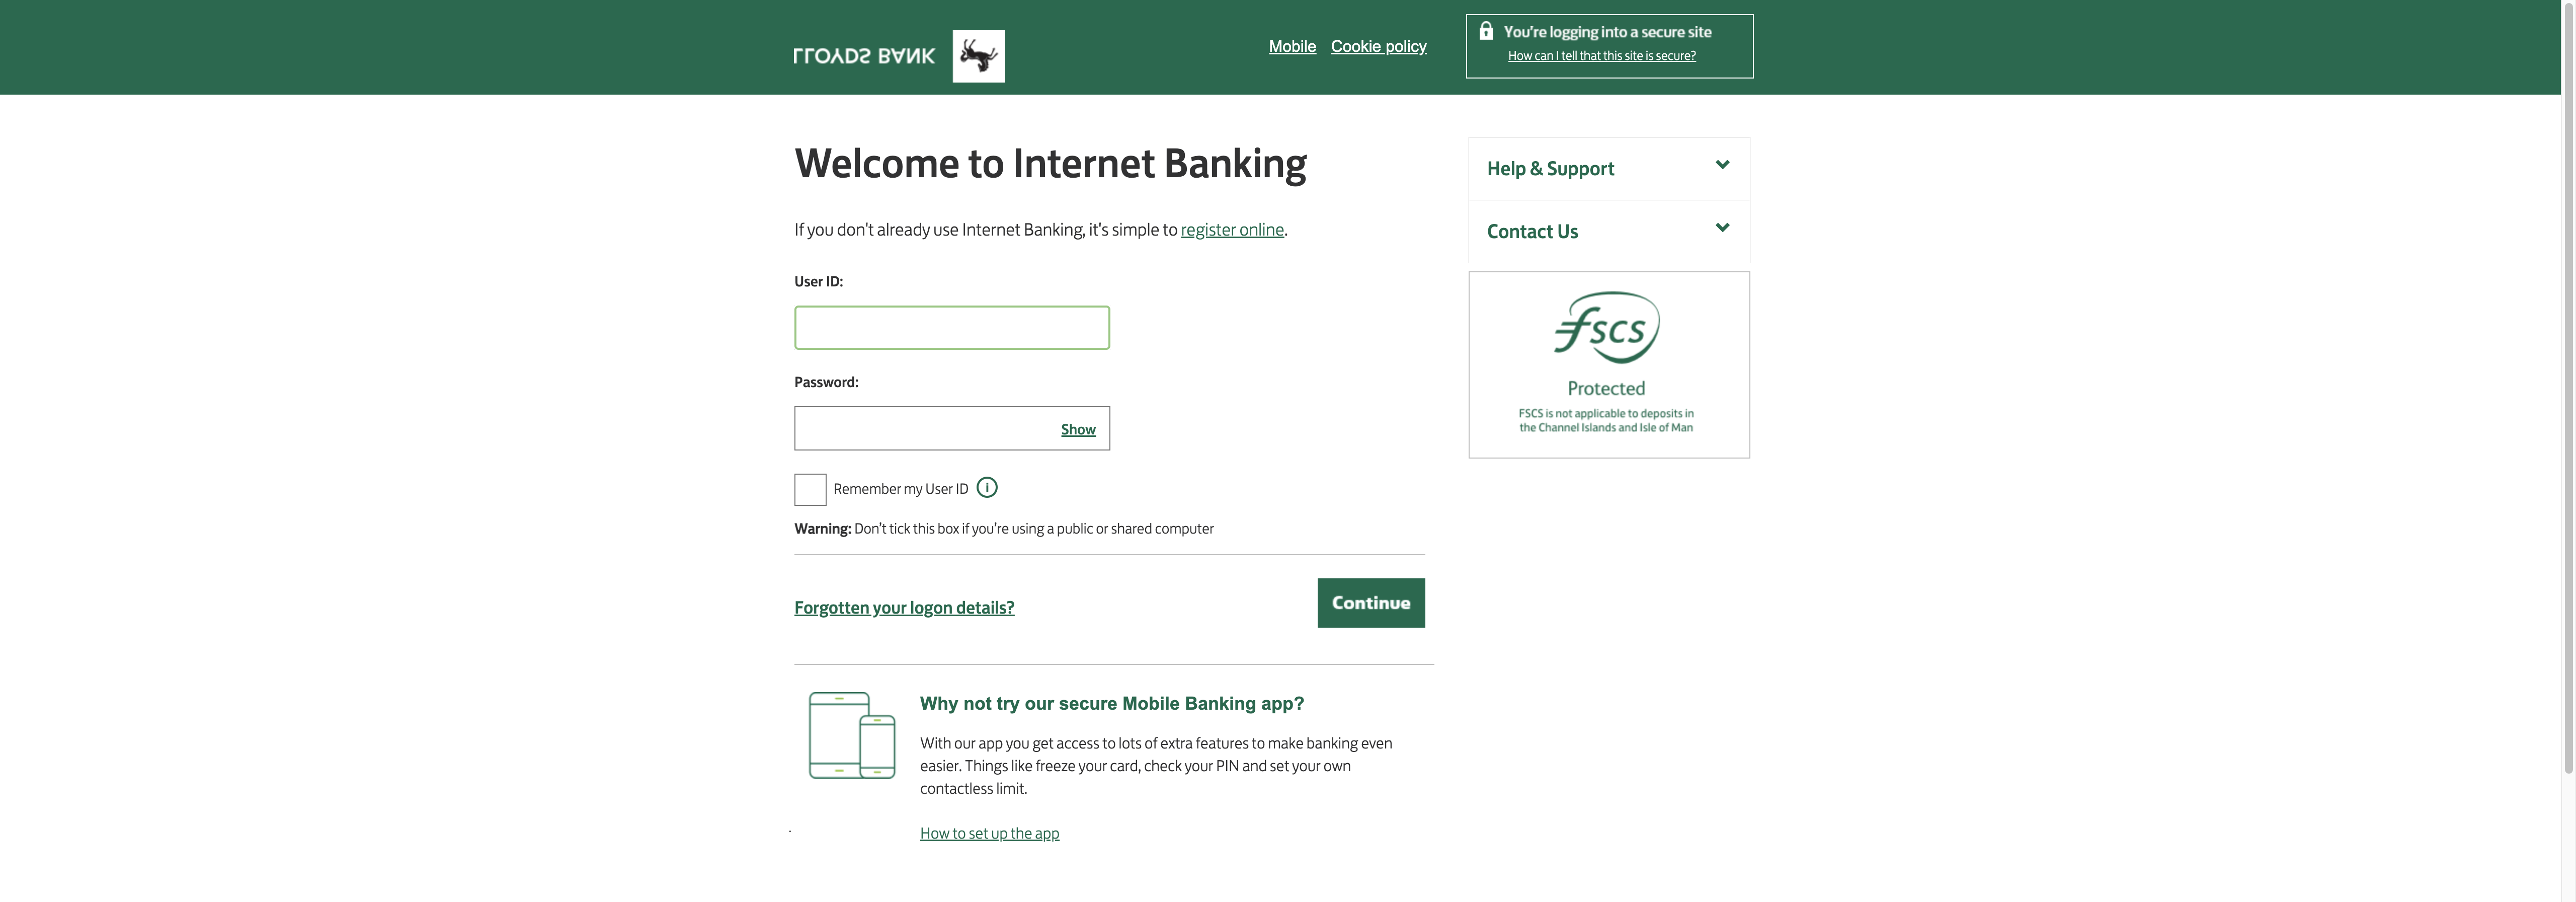 LLOYDS BANK
Mobile Cookie policy
You're logging into a secure site
How can I tell that this site is secure?
Welcome to Internet Banking
If you don't already use Internet Banking, it's simple to register online.
User ID:
Password:
Show
Remember my User ID
Warning: Don't tick this box if you're using a public or shared computer
Forgotten your logon details?
Continue
Why not try our secure Mobile Banking app?
With our app you get access to lots of extra features to make banking even
easier. Things like freeze your card, check your PIN and set your own
contactless limit.
How to set up the app
Help & Support
Contact Us
fscs
Protected
FSCS is not applicable to deposits in
the Channel Islands and Isle of Man